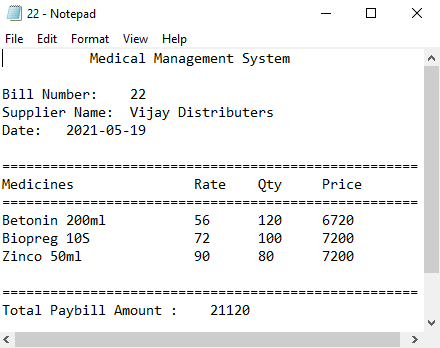 22 - Notepad
File Edit Format View Help
Medical Management System
Bill Number: 22
Supplier Name: Vijay Distributers
Date: 2021-05-19
====================================================
Medicines Rate Qty Price
====================================================
Betonin 200ml 56 120 6720
Biopreg 10S 72 100 7200
Zinco 50ml 90 80 7200
====================================================
Total Paybill Amount : 21120